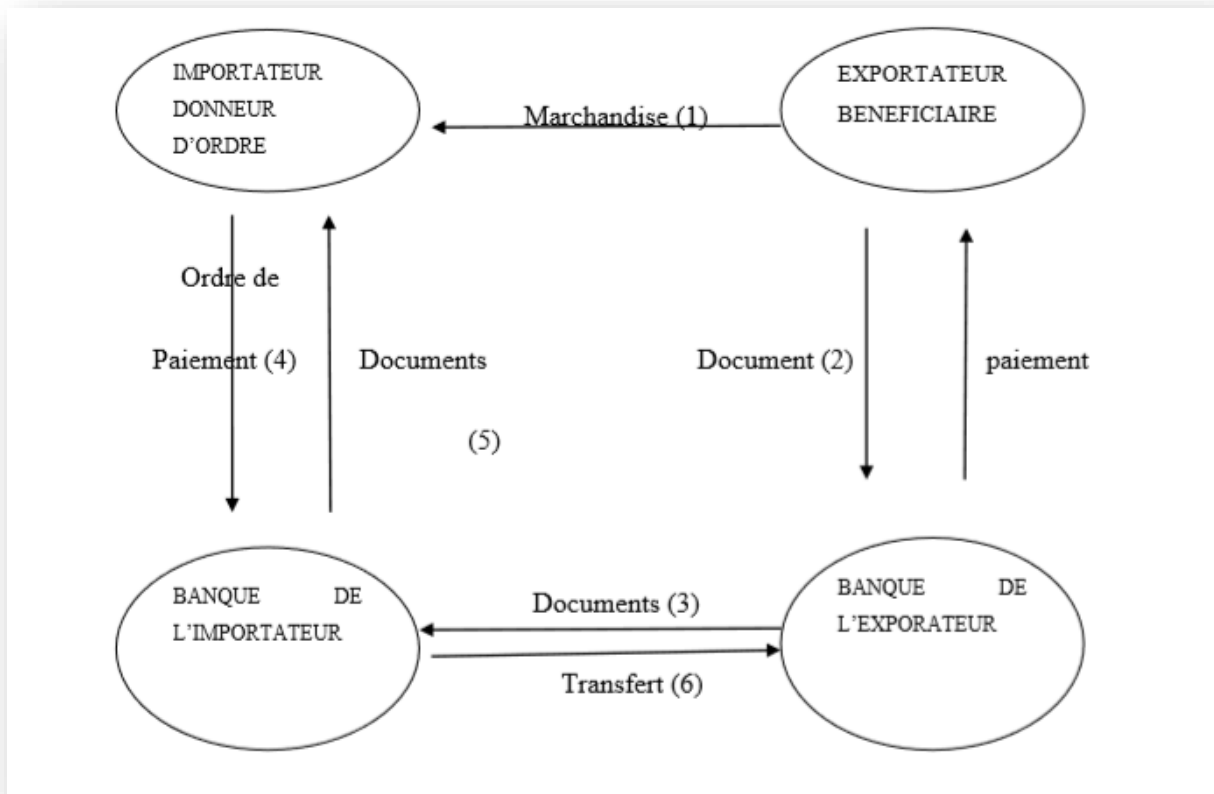 IMPORTATEUR
DONNEUR
D'ORDRE
EXPORTATEUR
BENEFICIAIRE
Marchandise (1)
Ordre de
Paiement (4)
Documents
(5)
Document (2)
paiement
BANQUE DE
L'IMPORTATEUR
Documents (3)
Transfert (6)
BANQUE DE
L'EXPORATEUR